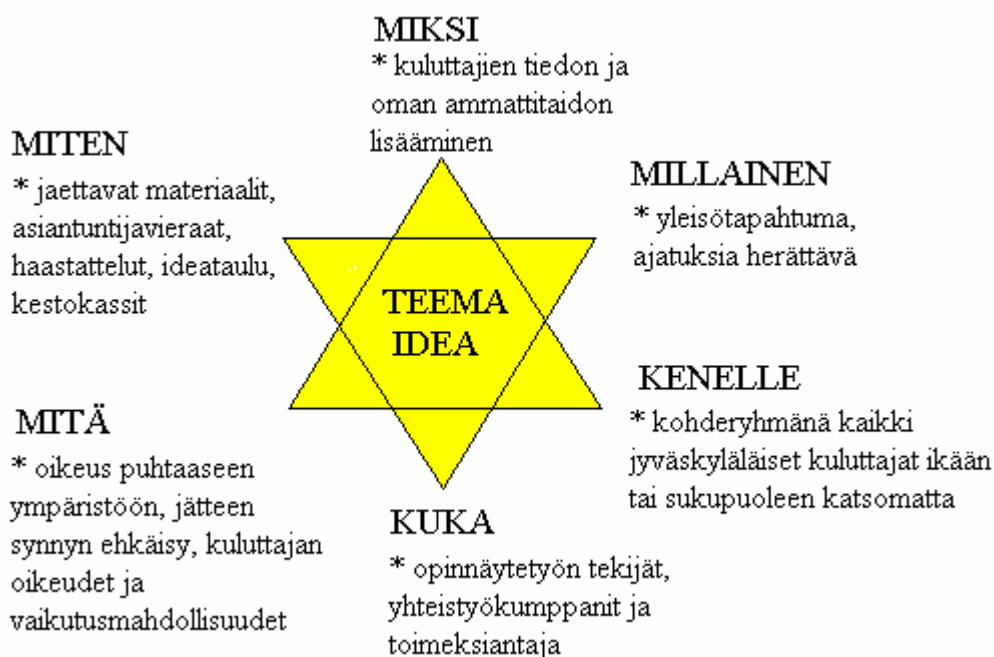 MIKSI
* kuluttajien tiedon ja
oman ammattitaidon
lisääminen
MITEN
* jaettavat materiaalit,
asiantuntijavieraat,
haastattelut, ideataulu,
kestokassit
MILLAINEN
* yleisötapahtuma,
ajatuksia herättävä
TEEMA
IDEA
KENELLE
* kohderyhmänä kaikki
jyväskyläläiset kuluttajat ikään
tai sukupuoleen katsomatta
MITÄ
* oikeus puhtaaseen
ympäristöön, jätteen
synnyn ehkäisy, kuluttajan
oikeudet ja
vaikutusmahdollisuudet
KUKA
* opinnäytetyön tekijät,
yhteistyökumppanit ja
toimeksiantaja